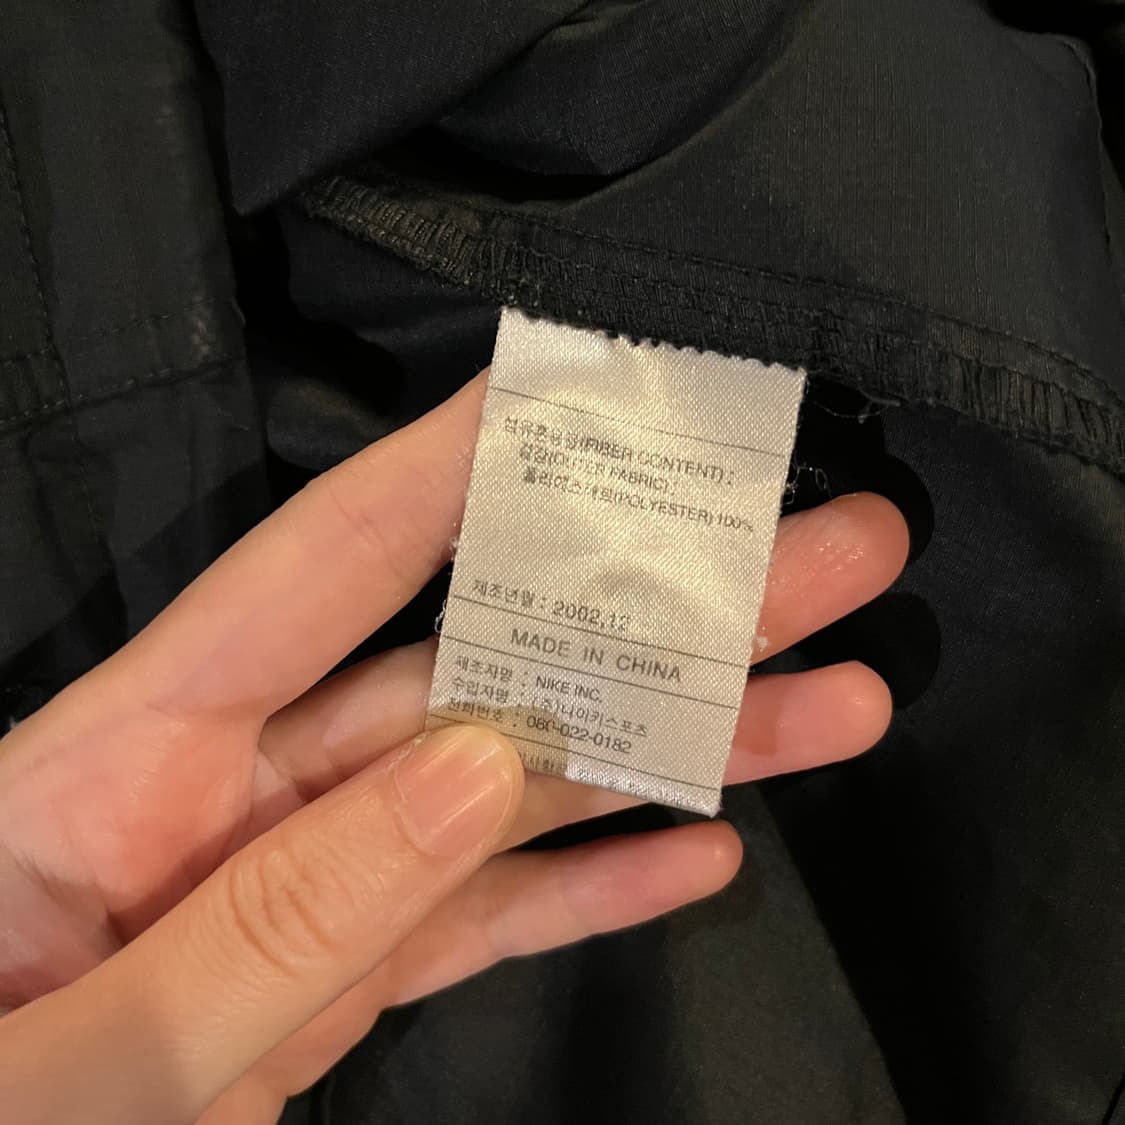 섬유혼용율(FIBER CONTENT) :
겉감(OUTER FABRIC):
폴리에스테르(POLYESTER) 100%
제조년월 : 2002.12
MADE IN CHINA
제조자명 : NIKE INC.
수입자명 : (주)나이키스포츠
전화번호 : 080-022-0182